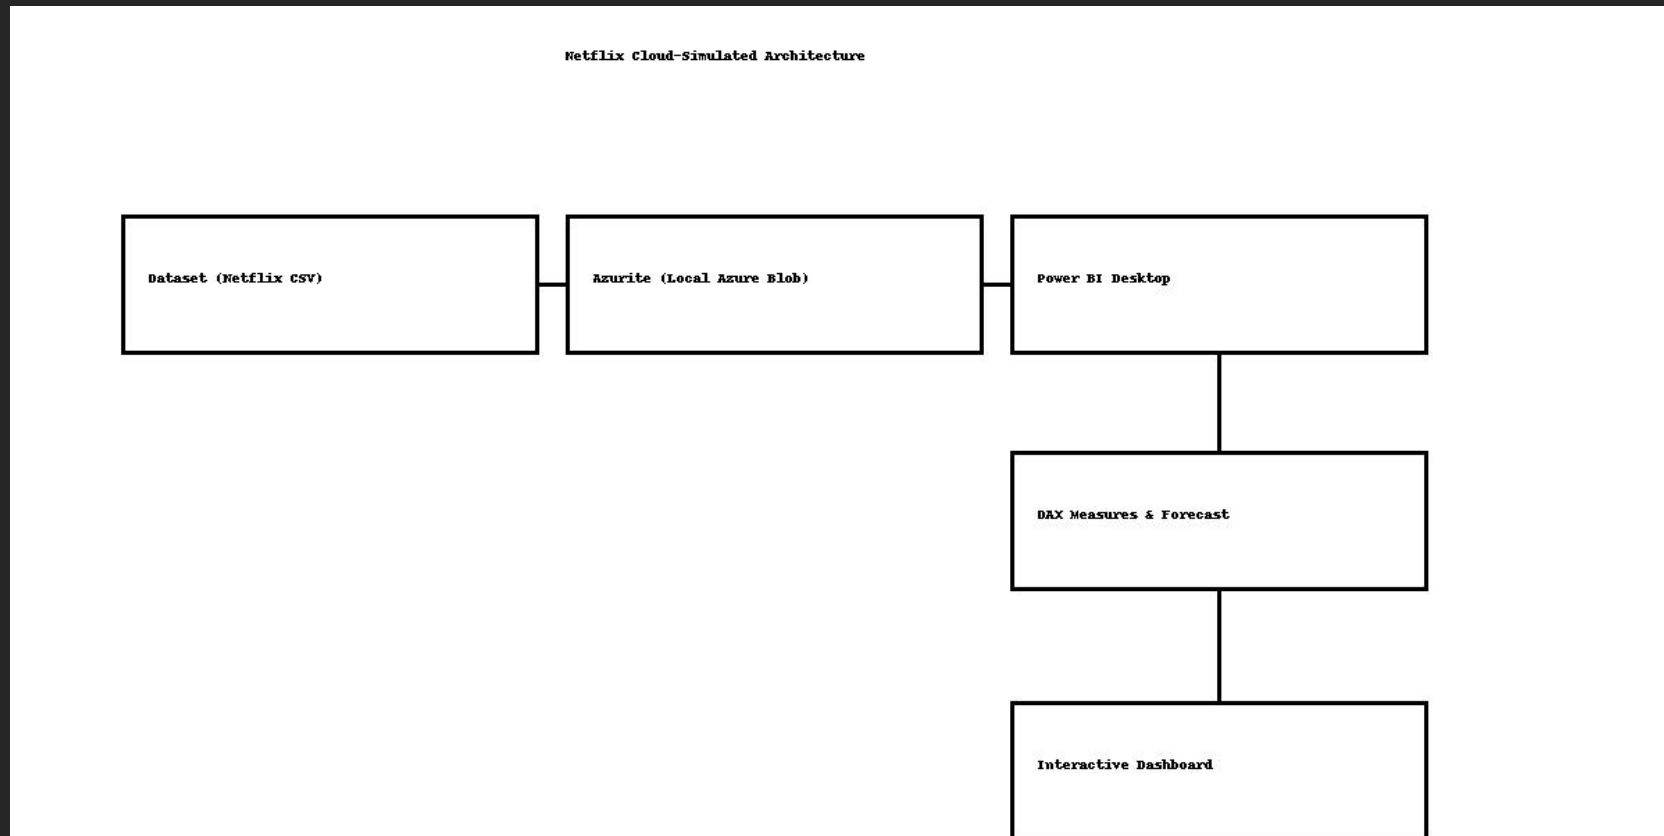 Netflix Cloud-Simulated Architecture
Dataset (Netflix CSV)
Azurite (Local Azure Blob)
Power BI Desktop
DAX Measures & Forecast
Interactive Dashboard